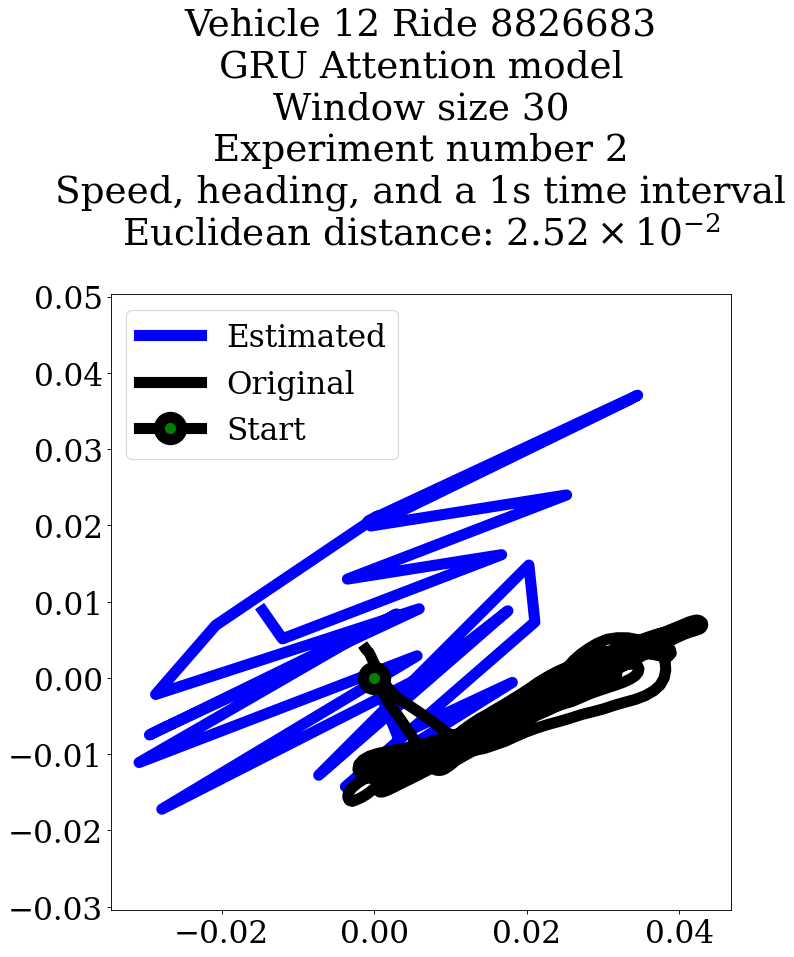 Vehicle 12 Ride 8826683
GRU Attention model
Window size 30
Experiment number 2
Speed, heading, and a 1s time interval
Euclidean distance: 2.52 × 10⁻²
0.05
Estimated
0.04
Original
Start
0.03
0.02
0.01
0.00
−0.01
−0.02
−0.03
−0.02 0.00 0.02 0.04